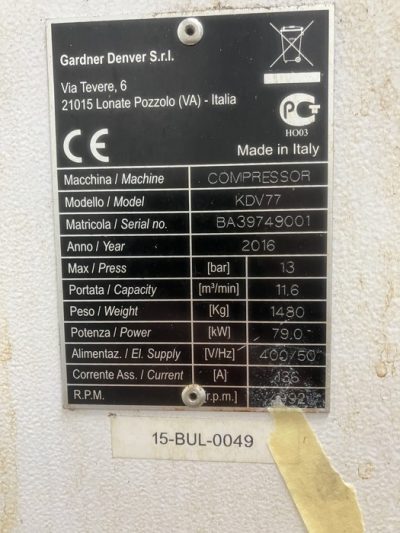 Gardner Denver S.r.l.
Via Tevere, 6
21015 Lonate Pozzolo (VA) - Italia
CE
HO03
Made in Italy
Macchina / Machine COMPRESSOR
Modello / Model KDV77
Matricola / Serial no. BA39749001
Anno / Year 2016
Max / Press [bar] 13
Portata / Capacity [m³/min] 11.6
Peso / Weight [Kg] 1480
Potenza / Power [kW] 79.0
Alimentaz. / El. Supply [V/Hz] 400/50
Corrente Ass. / Current [A] 136
R.P.M. r.p.m.]
15-BUL-0049